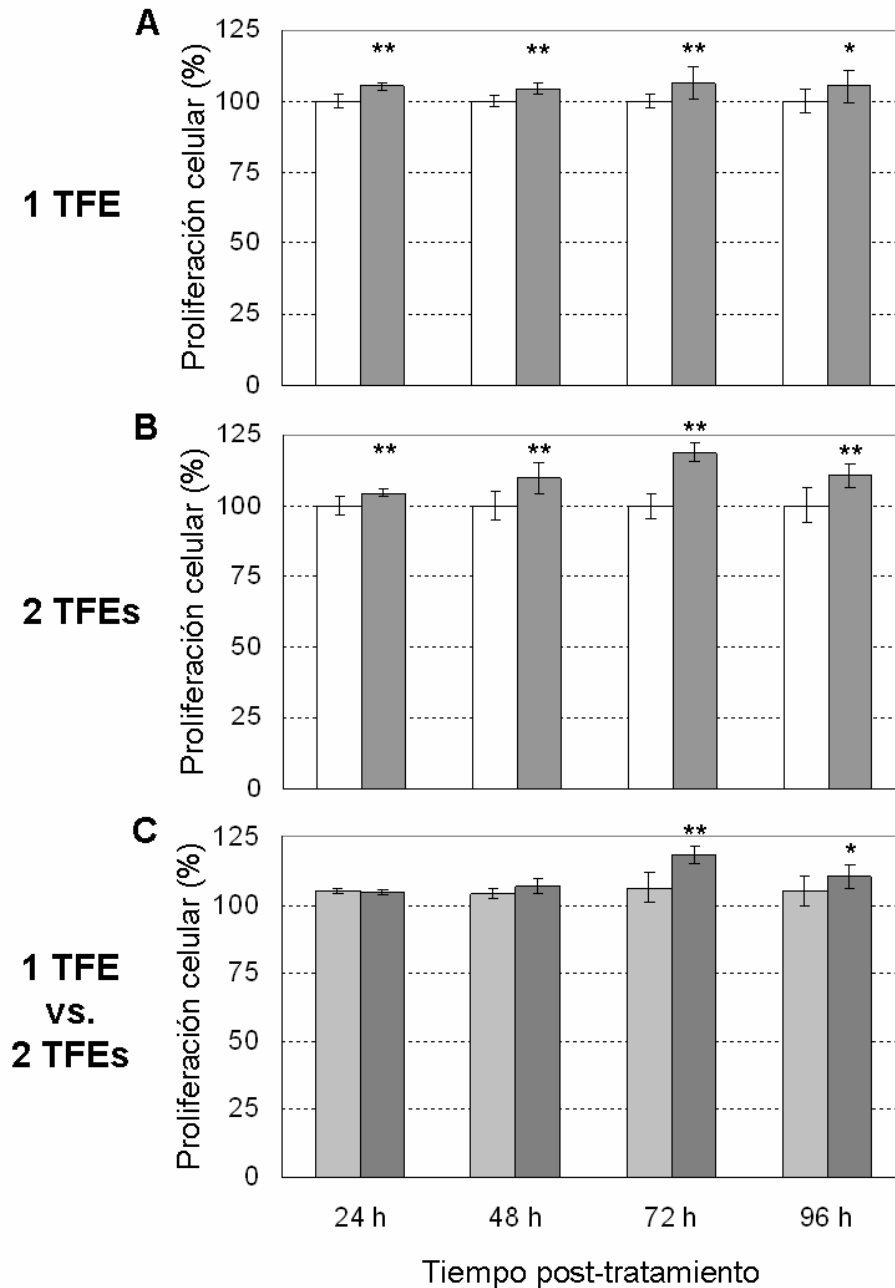 A
Proliferación celular (%)
125
100
75
50
25
0
** ** ** *
1 TFE
B
Proliferación celular (%)
125
100
75
50
25
0
** ** ** **
2 TFEs
C
Proliferación celular (%)
125
100
75
50
25
0
** *
1 TFE
vs.
2 TFEs
24 h 48 h 72 h 96 h
Tiempo post-tratamiento